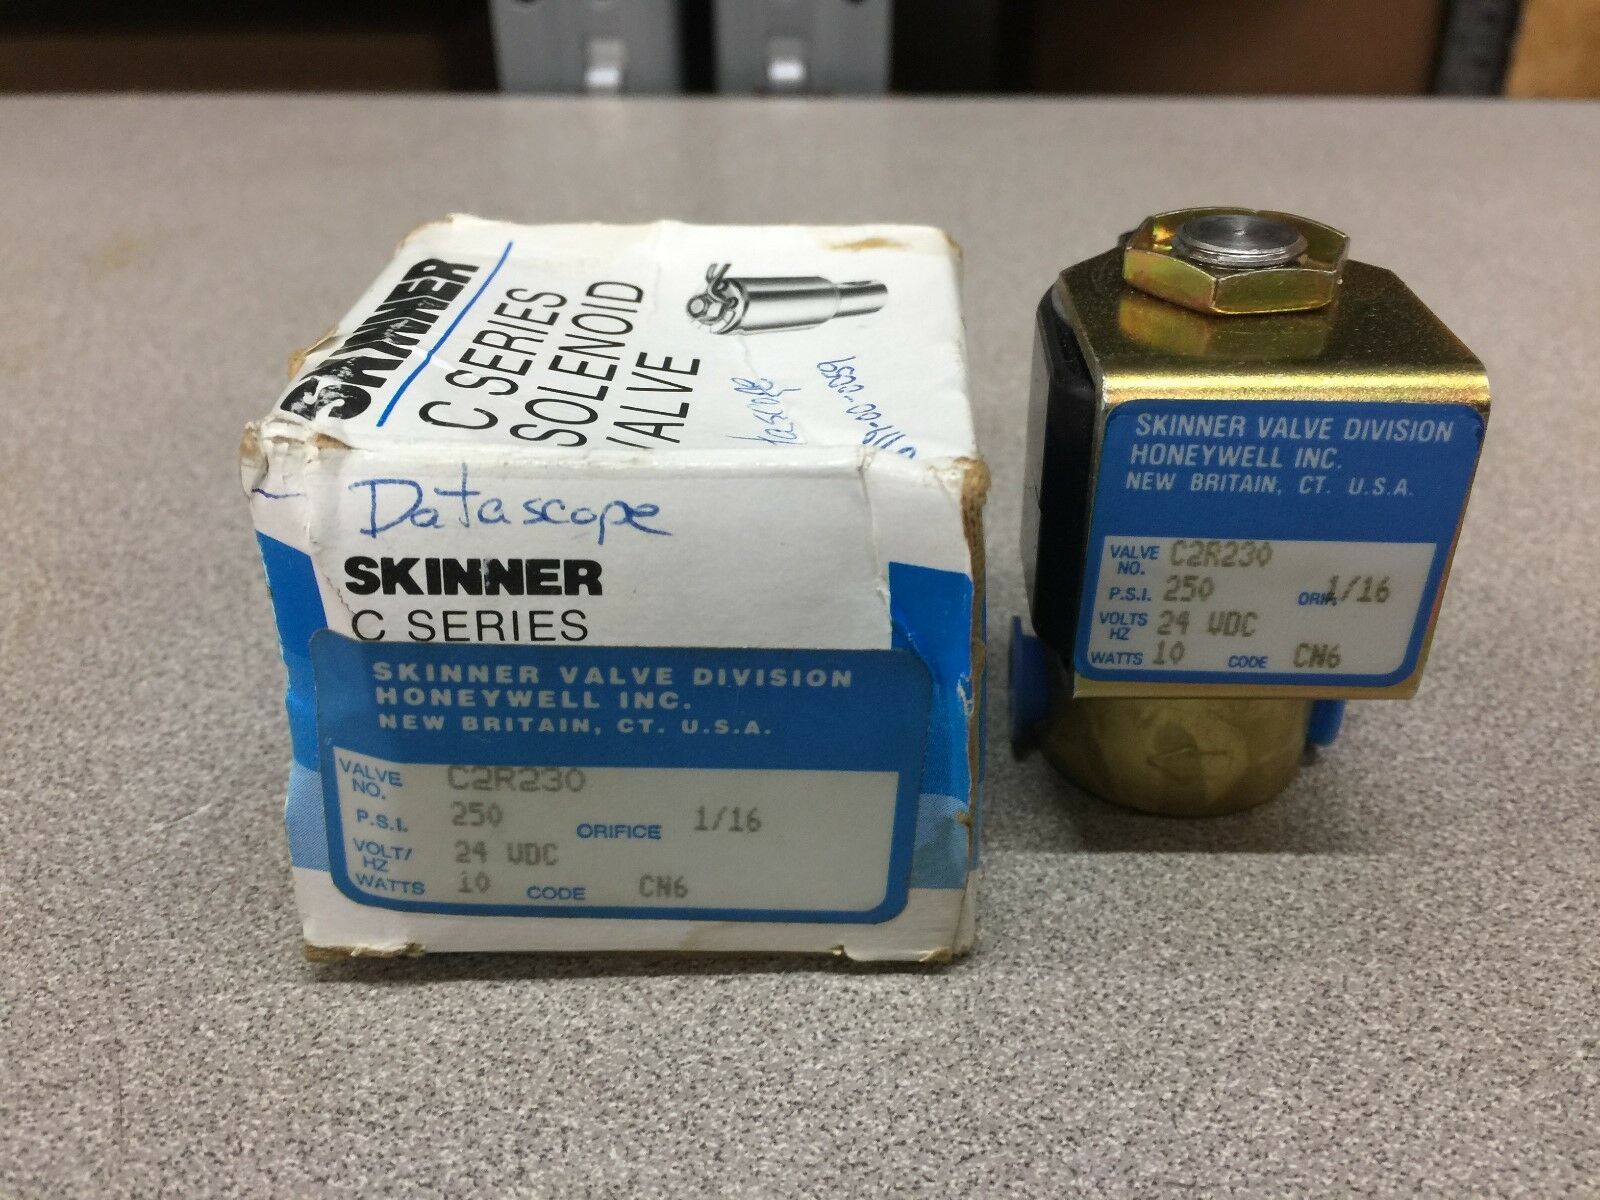 SKINNER
C SERIES
SOLENOID
VALVE
Datascope
SKINNER
C SERIES
SKINNER VALVE DIVISION
HONEYWELL INC.
NEW BRITAIN, CT. U.S.A.
VALVE NO. C2R230
P.S.I. 250 ORIFICE 1/16
VOLT/HZ 24 VDC
WATTS 10 CODE CN6
SKINNER VALVE DIVISION
HONEYWELL INC.
NEW BRITAIN, CT. U.S.A.
VALVE NO. C2R230
P.S.I. 250 ORIF. 1/16
VOLTS HZ 24 VDC
WATTS 10 CODE CN6